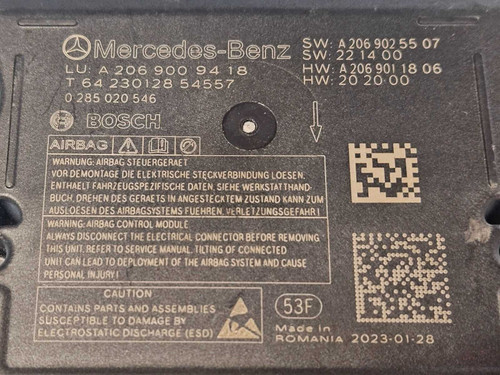 Mercedes-Benz
LU: A 206 900 94 18
T 64 230128 54557
0 285 020 546
SW: A 206 902 55 07
SW: 22 14 00
HW: A 206 901 18 06
HW: 20 20 00
BOSCH
AIRBAG
WARNUNG: AIRBAG STEUERGERAET
VOR DEMONTAGE DIE ELEKTRISCHE STECKVERBINDUNG LOESEN.
ENTHAELT FAHRZEUGSPEZIFISCHE DATEN, SIEHE WERKSTATTHAND-
BUCH. DREHEN DES GERAETS IN ANGESTECKTEM ZUSTAND KANN ZUM
AUSLOESEN DES AIRBAGSYSTEMS FUEHREN. VERLETZUNGSGEFAHR!
WARNING: AIRBAG CONTROL MODULE
ALWAYS DISCONNECT THE ELECTRICAL CONNECTOR BEFORE REMOVING
THIS UNIT. REFER TO SERVICE MANUAL. TILTING OF CONNECTED
UNIT CAN LEAD TO DEPLOYMENT OF THE AIRBAG SYSTEM AND CAUSE
PERSONAL INJURY!
CAUTION
CONTAINS PARTS AND ASSEMBLIES
SUSCEPTIBLE TO DAMAGE BY
ELECTROSTATIC DISCHARGE (ESD)
53F
Made in
ROMANIA 2023-01-28